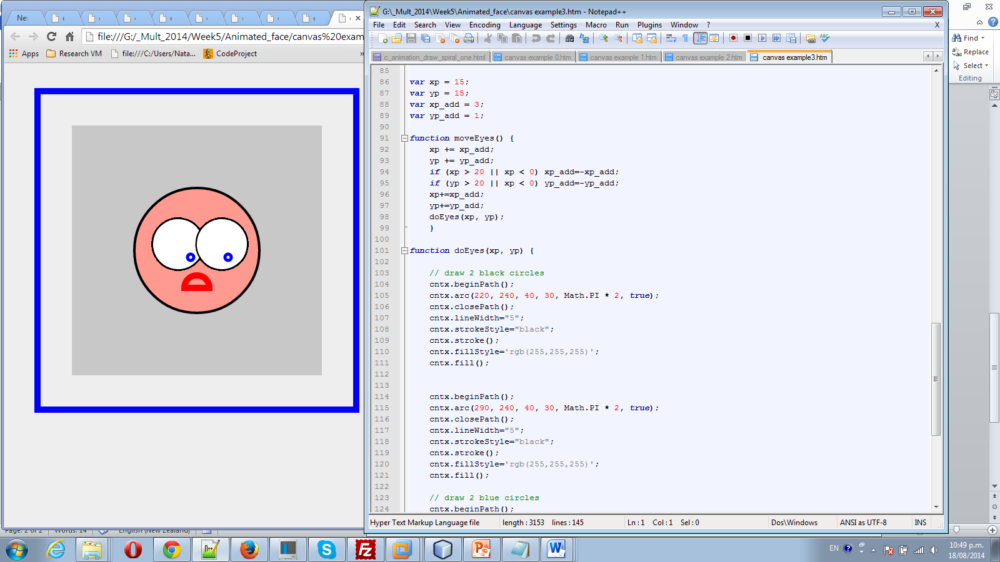 New
file:///G:/_Mult_2014/Week5/Animated_face/canvas%20exam
Apps Research VM file:///C:/Users/Nata... CodeProject »
G:\_Mult_2014\Week5\Animated_face\canvas example3.htm - Notepad++
File Edit Search View Encoding Language Settings Macro Run Plugins Window ? X
c_animation_draw_spiral_one.html canvas example 0.htm canvas example 1.htm canvas example 2.htm canvas example3.htm
85
86 var xp = 15;
87 var yp = 15;
88 var xp_add = 3;
89 var yp_add = 1;
90
91 function moveEyes() {
92 xp += xp_add;
93 yp += yp_add;
94 if (xp > 20 || xp < 0) xp_add=-xp_add;
95 if (yp > 20 || xp < 0) yp_add=-yp_add;
96 xp+=xp_add;
97 yp+=yp_add;
98 doEyes(xp, yp);
99 }
100
101 function doEyes(xp, yp) {
102
103 // draw 2 black circles
104 cntx.beginPath();
105 cntx.arc(220, 240, 40, 30, Math.PI * 2, true);
106 cntx.closePath();
107 cntx.lineWidth="5";
108 cntx.strokeStyle="black";
109 cntx.stroke();
110 cntx.fillStyle='rgb(255,255,255)';
111 cntx.fill();
112
113
114 cntx.beginPath();
115 cntx.arc(290, 240, 40, 30, Math.PI * 2, true);
116 cntx.closePath();
117 cntx.lineWidth="5";
118 cntx.strokeStyle="black";
119 cntx.stroke();
120 cntx.fillStyle='rgb(255,255,255)';
121 cntx.fill();
122
123 // draw 2 blue circles
124 cntx.beginPath();
Hyper Text Markup Language file length : 3153 lines : 145 Ln : 1 Col : 1 Sel : 0 Dos\Windows ANSI as UTF-8 INS
Find
Replace
Select
Editing
Page: 2 of 2 Words: 14 English (New Zealand)
EN
10:49 p.m.
18/08/2014